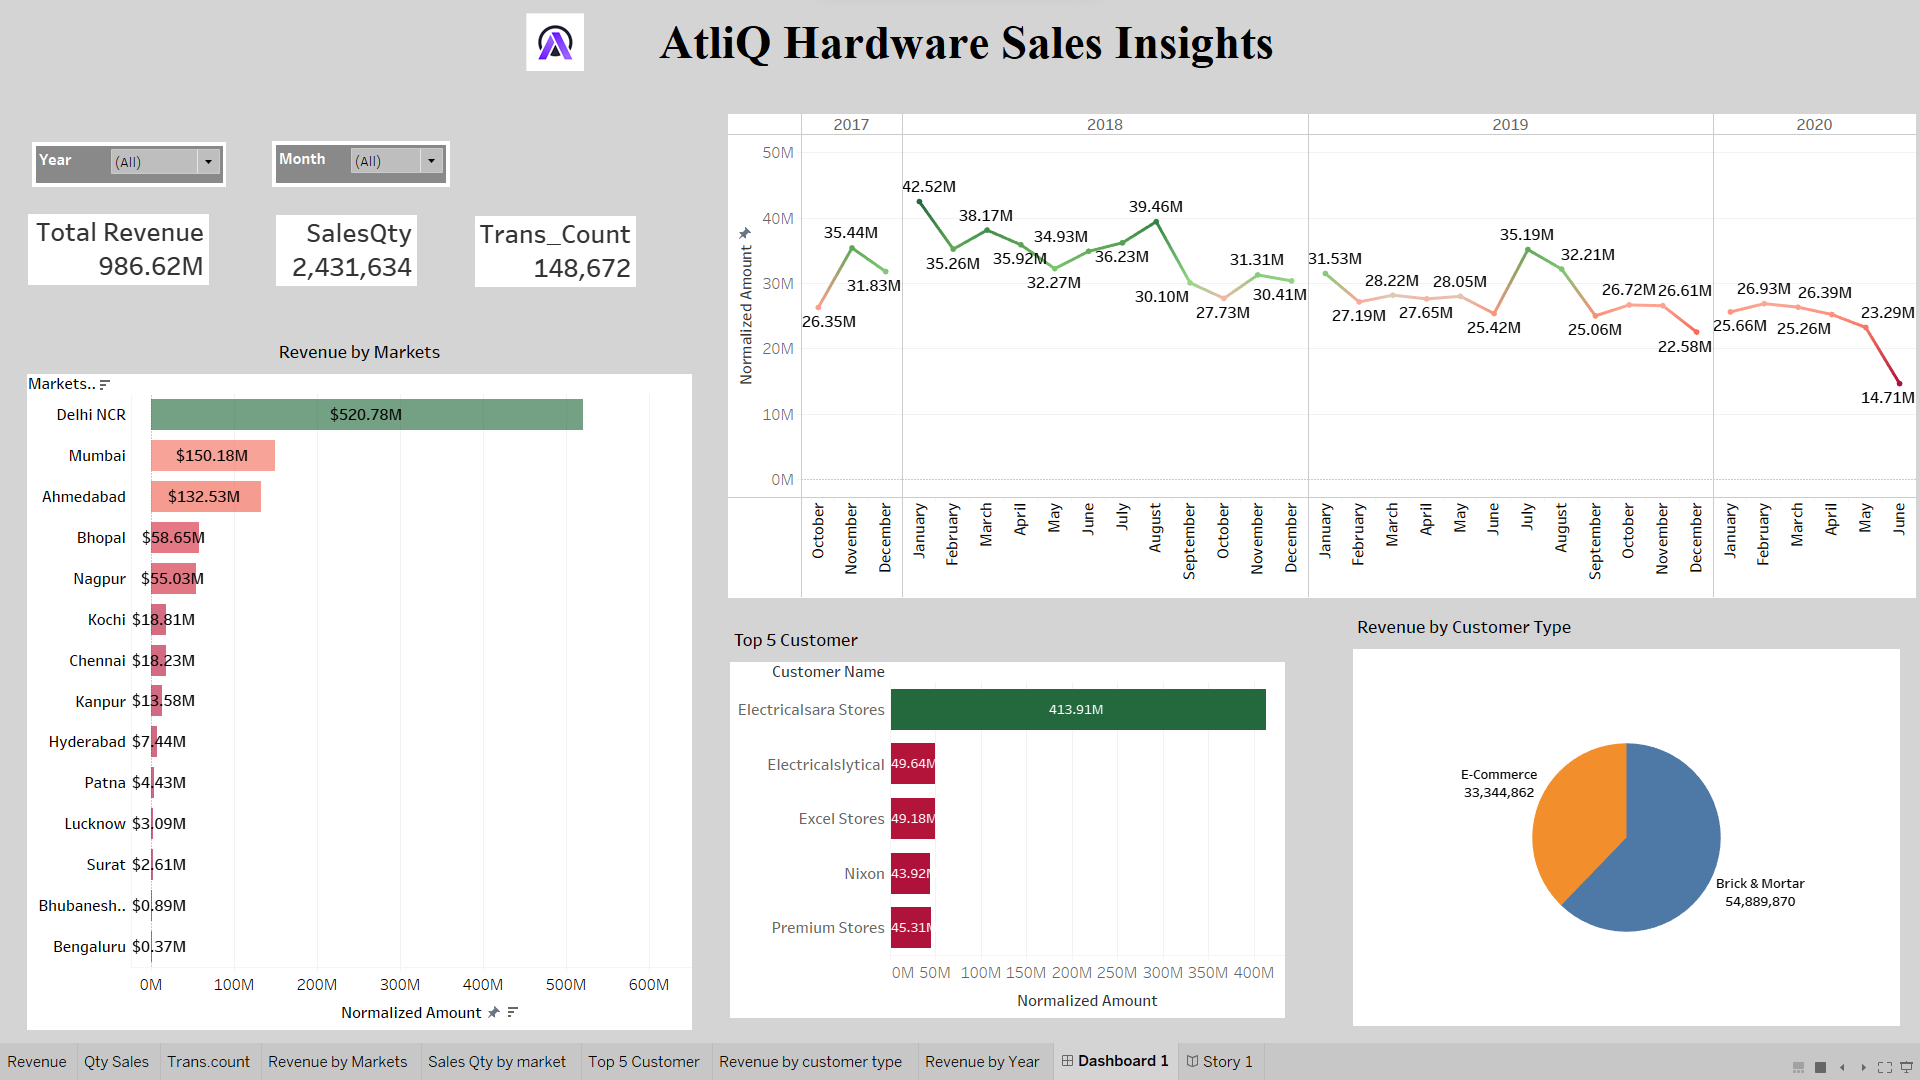 AtliQ Hardware Sales Insights
Year
(All)
Month
(All)
Total Revenue
986.62M
SalesQty
2,431,634
Trans_Count
148,672
Revenue by Markets
Markets..
Delhi NCR $520.78M
Mumbai $150.18M
Ahmedabad $132.53M
Bhopal $58.65M
Nagpur $55.03M
Kochi $18.81M
Chennai $18.23M
Kanpur $13.58M
Hyderabad $7.44M
Patna $4.43M
Lucknow $3.09M
Surat $2.61M
Bhubanesh.. $0.89M
Bengaluru $0.37M
0M 100M 200M 300M 400M 500M 600M
Normalized Amount
2017 2018 2019 2020
Normalized Amount
50M
40M
30M
20M
10M
0M
26.35M
35.44M
31.83M
42.52M
35.26M
38.17M
35.92M
32.27M
34.93M
36.23M
39.46M
30.10M
27.73M
31.31M
30.41M
31.53M
27.19M
28.22M
27.65M
28.05M
25.42M
35.19M
32.21M
25.06M
26.72M
26.61M
22.58M
25.66M
26.93M
25.26M
26.39M
23.29M
14.71M
October
November
December
January
February
March
April
May
June
July
August
September
October
November
December
January
February
March
April
May
June
July
August
September
October
November
December
January
February
March
April
May
June
Top 5 Customer
Customer Name
Electricalsara Stores 413.91M
Electricalslytical 49.64M
Excel Stores 49.18M
Nixon 43.92M
Premium Stores 45.31M
0M 50M 100M 150M 200M 250M 300M 350M 400M
Normalized Amount
Revenue by Customer Type
E-Commerce
33,344,862
Brick & Mortar
54,889,870
Revenue Qty Sales Trans.count Revenue by Markets Sales Qty by market Top 5 Customer Revenue by customer type Revenue by Year Dashboard 1 Story 1